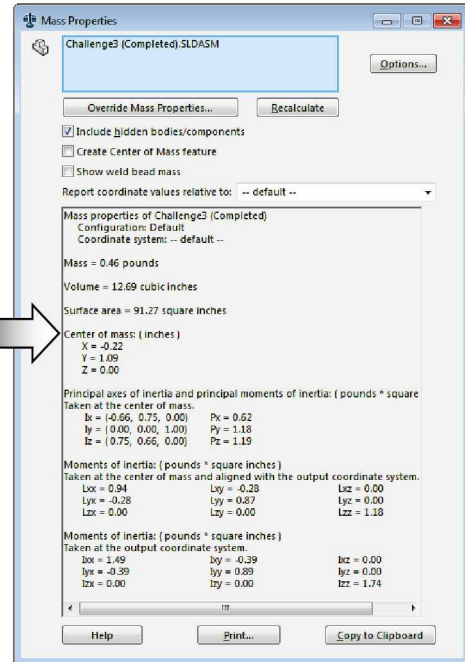 Mass Properties
Challenge3 (Completed).SLDASM
Options...
Override Mass Properties... Recalculate
Include hidden bodies/components
Create Center of Mass feature
Show weld bead mass
Report coordinate values relative to: -- default --
Mass properties of Challenge3 (Completed)
Configuration: Default
Coordinate system: -- default --
Mass = 0.46 pounds
Volume = 12.69 cubic inches
Surface area = 91.27 square inches
Center of mass: ( inches )
X = -0.22
Y = 1.09
Z = 0.00
Principal axes of inertia and principal moments of inertia: ( pounds * square
Taken at the center of mass.
Ix = (-0.66, 0.75, 0.00) Px = 0.62
Iy = ( 0.00, 0.00, 1.00) Py = 1.18
Iz = ( 0.75, 0.66, 0.00) Pz = 1.19
Moments of inertia: ( pounds * square inches )
Taken at the center of mass and aligned with the output coordinate system.
Lxx = 0.94 Lxy = -0.28 Lxz = 0.00
Lyx = -0.28 Lyy = 0.87 Lyz = 0.00
Lzx = 0.00 Lzy = 0.00 Lzz = 1.18
Moments of inertia: ( pounds * square inches )
Taken at the output coordinate system.
Ixx = 1.49 Ixy = -0.39 Ixz = 0.00
Iyx = -0.39 Iyy = 0.89 Iyz = 0.00
Izx = 0.00 Izy = 0.00 Izz = 1.74
Help Print... Copy to Clipboard